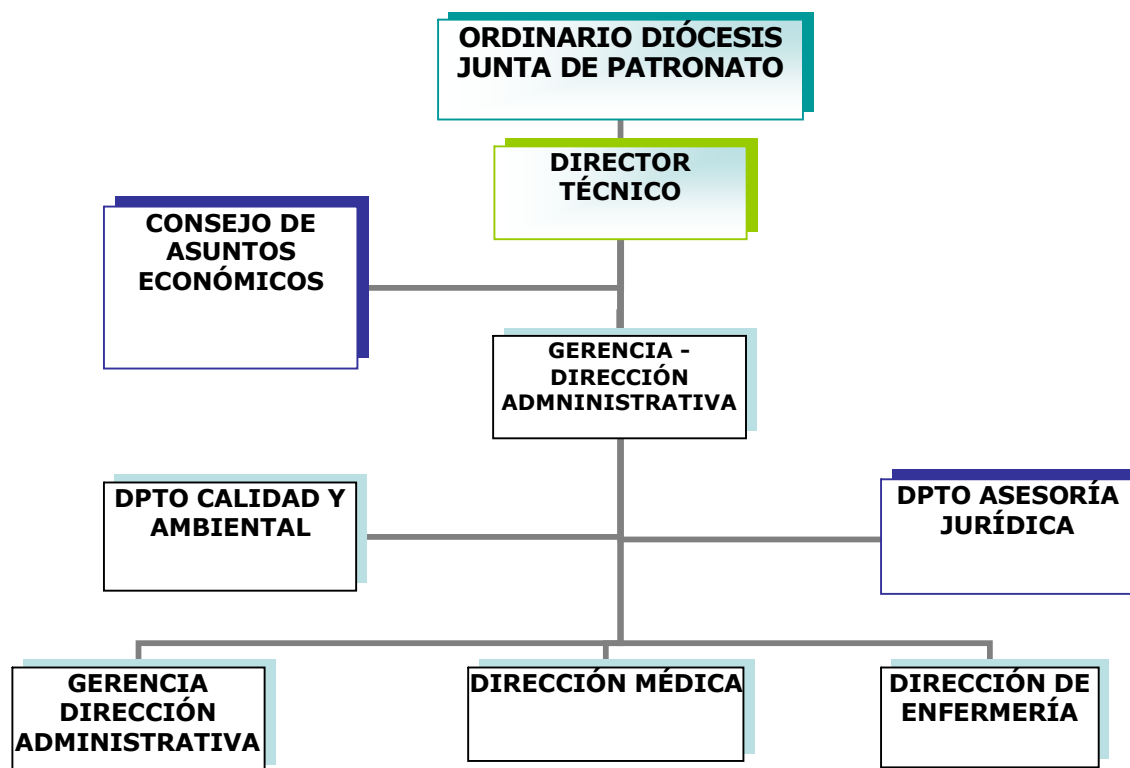 ORDINARIO DIÓCESIS
JUNTA DE PATRONATO
DIRECTOR
TÉCNICO
CONSEJO DE
ASUNTOS
ECONÓMICOS
GERENCIA -
DIRECCIÓN
ADMNINISTRATIVA
DPTO CALIDAD Y
AMBIENTAL
DPTO ASESORÍA
JURÍDICA
GERENCIA
DIRECCIÓN
ADMINISTRATIVA
DIRECCIÓN MÉDICA
DIRECCIÓN DE
ENFERMERÍA